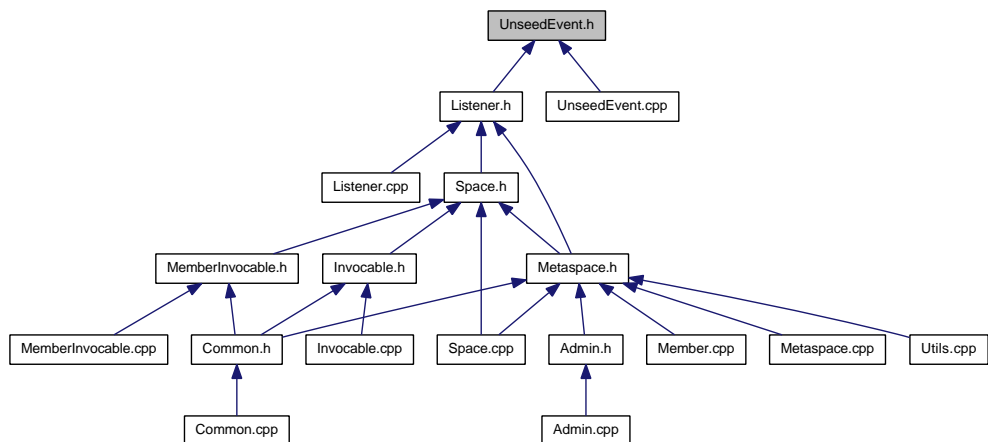 UnseedEvent.h
Listener.h
UnseedEvent.cpp
Listener.cpp
Space.h
MemberInvocable.h
Invocable.h
Metaspace.h
MemberInvocable.cpp
Common.h
Invocable.cpp
Space.cpp
Admin.h
Member.cpp
Metaspace.cpp
Utils.cpp
Common.cpp
Admin.cpp